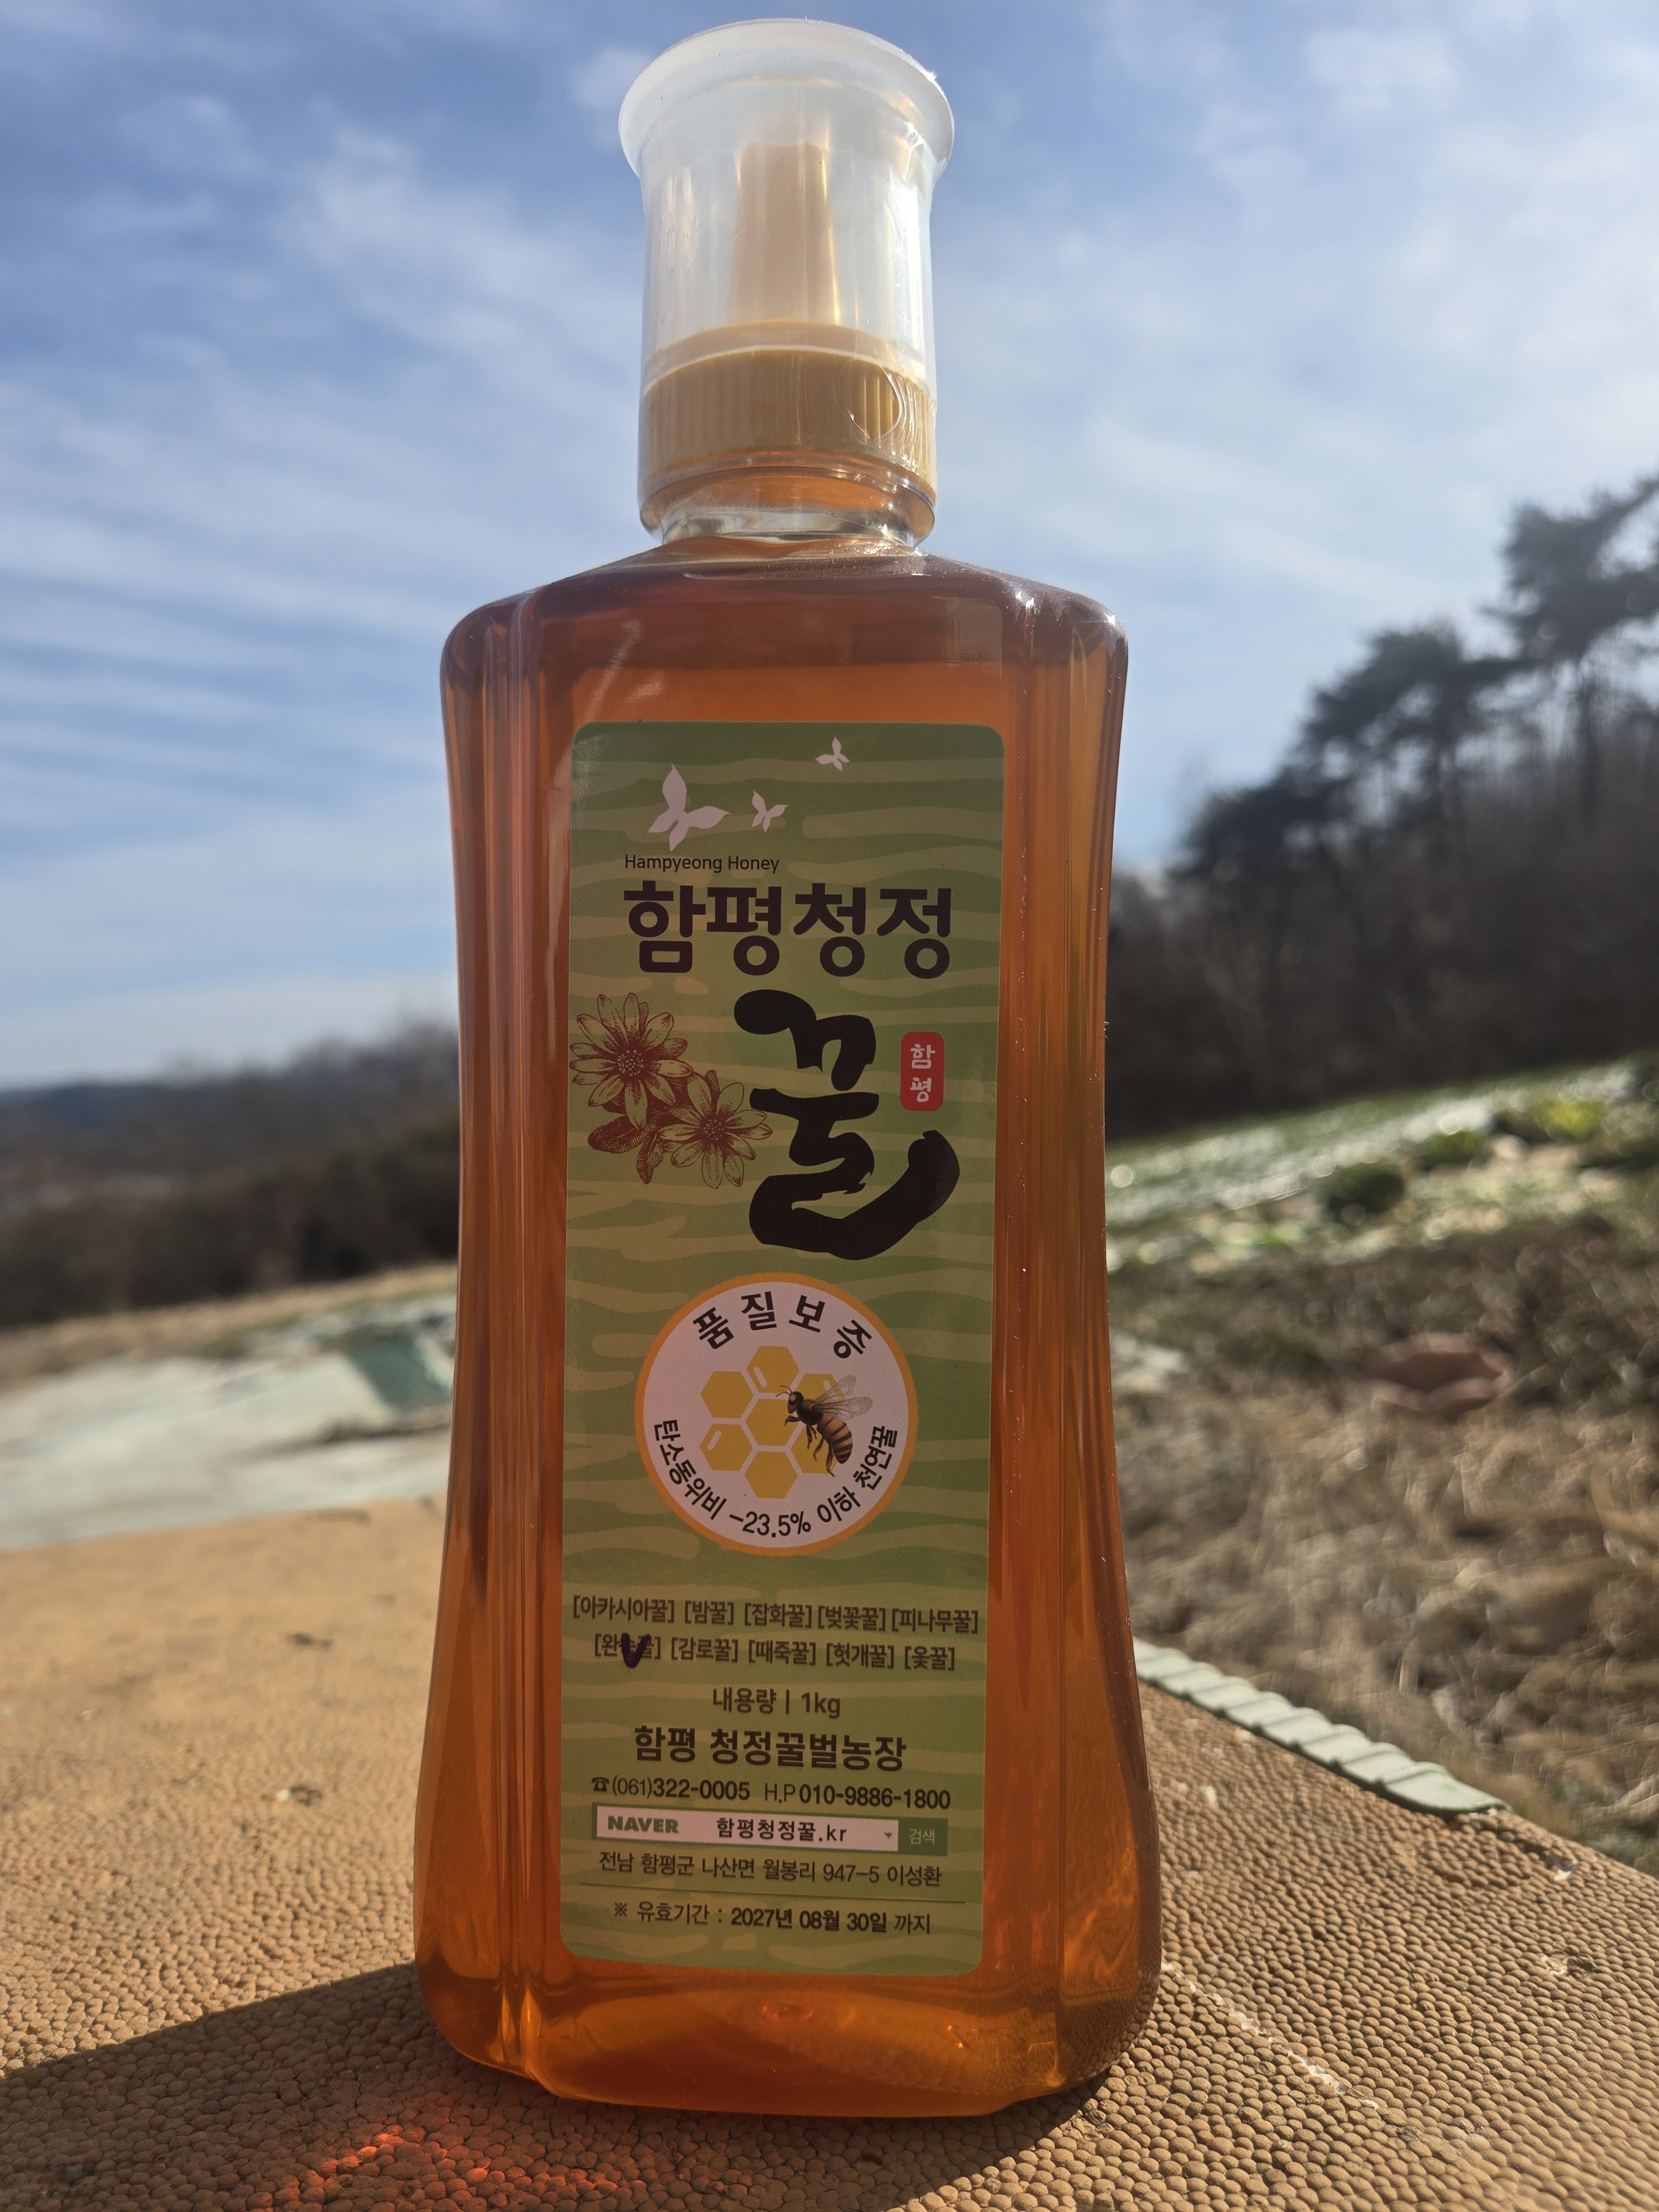 Hampyeong Honey
함평청정
꿀
함평
품질보증
탄소동위비 -23.5% 이하 천연꿀
[아카시아꿀] [밤꿀] [잡화꿀] [벚꽃꿀] [피나무꿀]
[감로꿀] [때죽꿀] [헛개꿀] [옻꿀]
내용량 | 1kg
함평 청정꿀벌농장
☎(061)322-0005 H.P 010-9886-1800
NAVER 함평청정꿀.kr 검색
전남 함평군 나산면 월봉리 947-5 이성환
※ 유효기간 : 2027년 08월 30일 까지